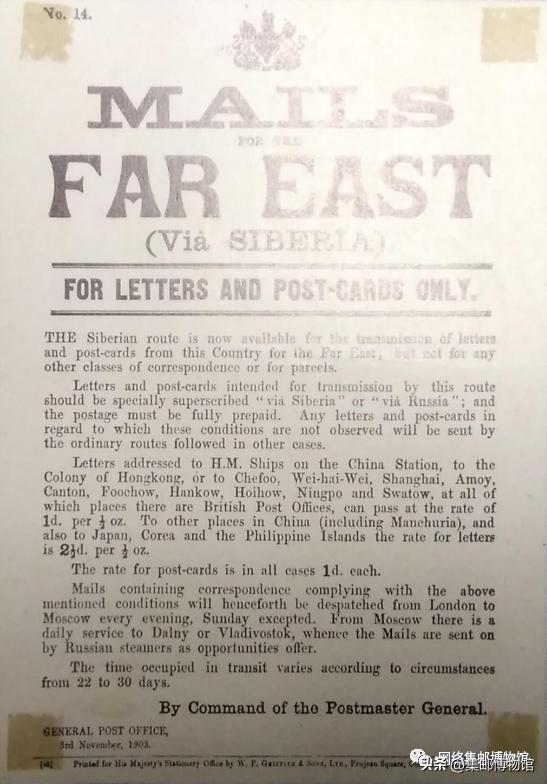 No. 14.
MAILS
FOR THE
FAR EAST
(Viâ SIBERIA)
FOR LETTERS AND POST-CARDS ONLY.
THE Siberian route is now available for the transmission of letters
and post-cards from this Country for the Far East; but not for any
other classes of correspondence or for parcels.
Letters and post-cards intended for transmission by this route
should be specially superscribed "viâ Siberia" or "viâ Russia"; and
the postage must be fully prepaid. Any letters and post-cards in
regard to which these conditions are not observed will be sent by
the ordinary routes followed in other cases.
Letters addressed to H.M. Ships on the China Station, to the
Colony of Hongkong, or to Chefoo, Wei-hai-Wei, Shanghai, Amoy,
Canton, Foochow, Hankow, Hoihow, Ningpo and Swatow, at all of
which places there are British Post Offices, can pass at the rate of
1d. per ½ oz. To other places in China (including Manchuria), and
also to Japan, Corea and the Philippine Islands the rate for letters
is 2½d. per ½ oz.
The rate for post-cards is in all cases 1d. each.
Mails containing correspondence complying with the above
mentioned conditions will henceforth be despatched from London to
Moscow every evening, Sunday excepted. From Moscow there is a
daily service to Dalny or Vladivostok, whence the Mails are sent on
by Russian steamers as opportunities offer.
The time occupied in transit varies according to circumstances
from 22 to 30 days.
By Command of the Postmaster General.
GENERAL POST OFFICE,
3rd November, 1903.
Printed for His Majesty's Stationery Office by W. P. GRIFFITH & SONS, LTD., Prujean Square,
网络集邮博物馆
头条@集邮博物馆